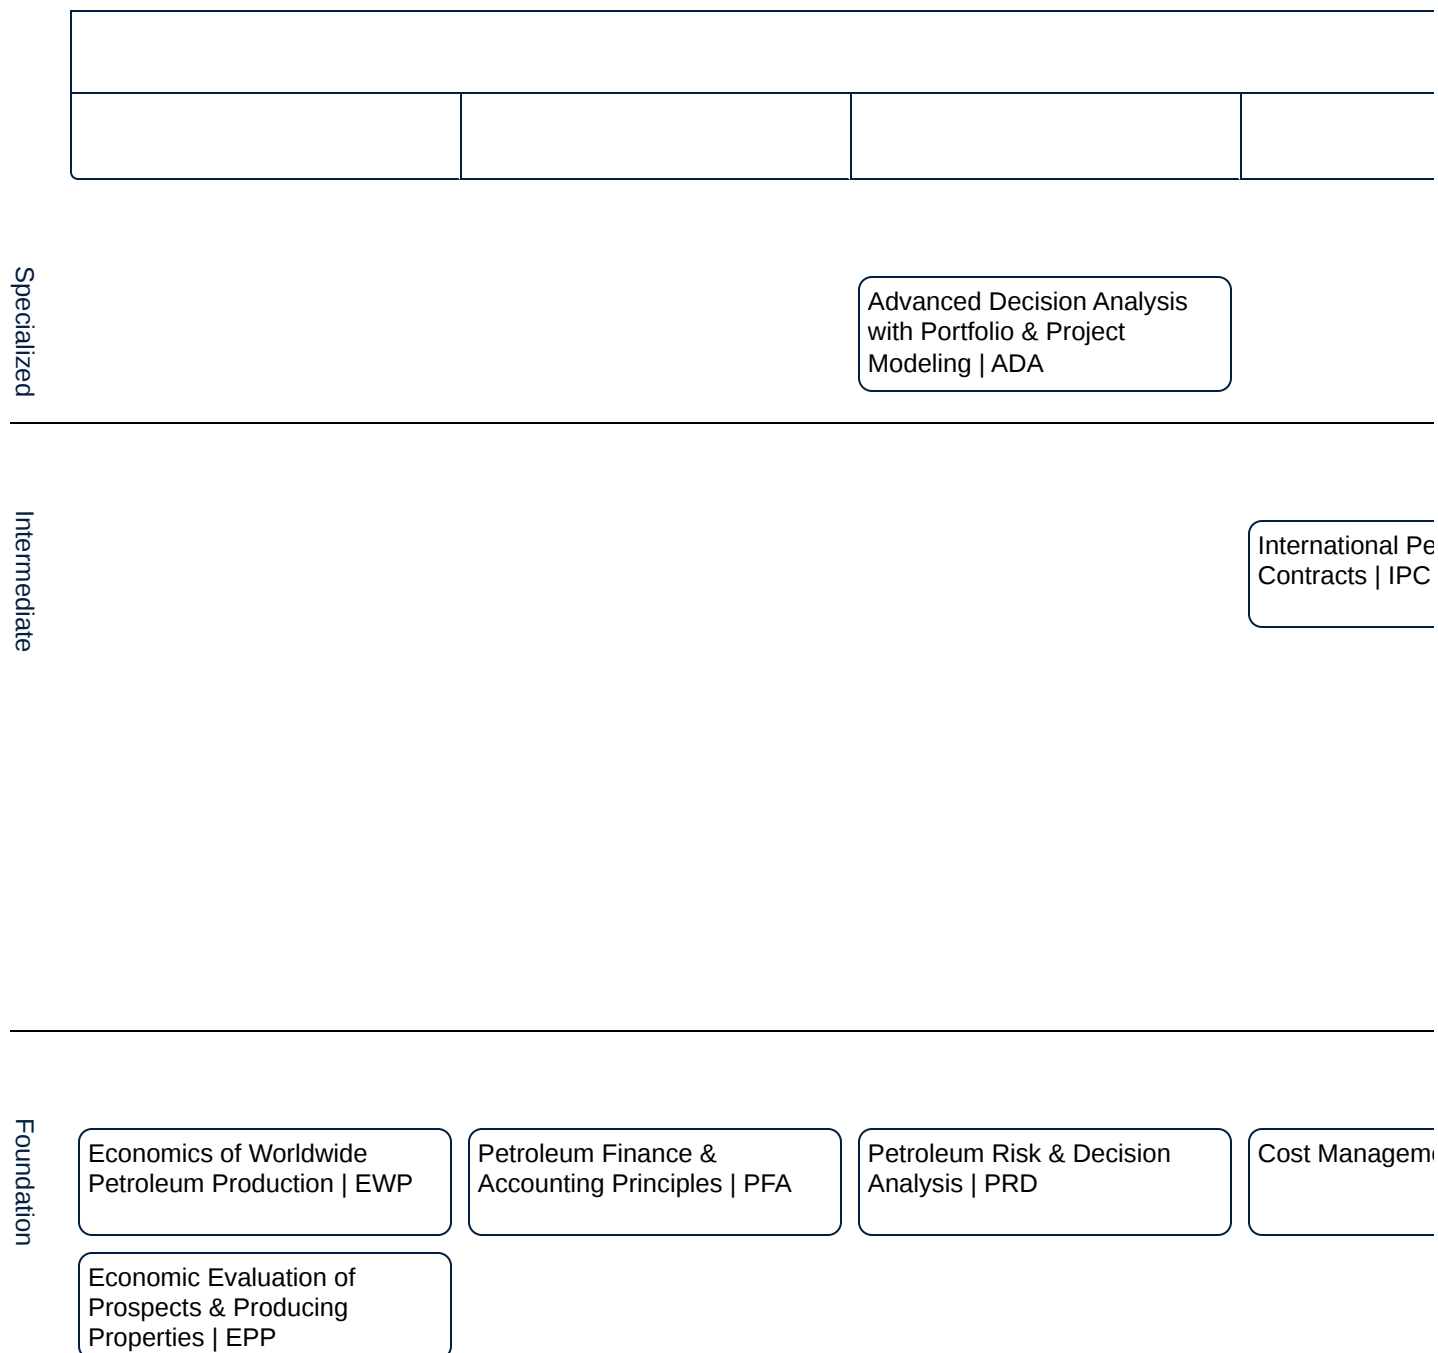 Specialized
Advanced Decision Analysis
with Portfolio & Project
Modeling | ADA
Intermediate
International
Contracts | IPC
Foundation
Economics of Worldwide
Petroleum Production | EWP
Petroleum Finance &
Accounting Principles | PFA
Petroleum Risk & Decision
Analysis | PRD
Cost
Economic Evaluation of
Prospects & Producing
Properties | EPP